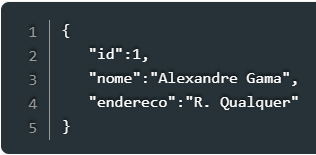 1 {
2 "id":1,
3 "nome":"Alexandre Gama",
4 "endereco":"R. Qualquer"
5 }